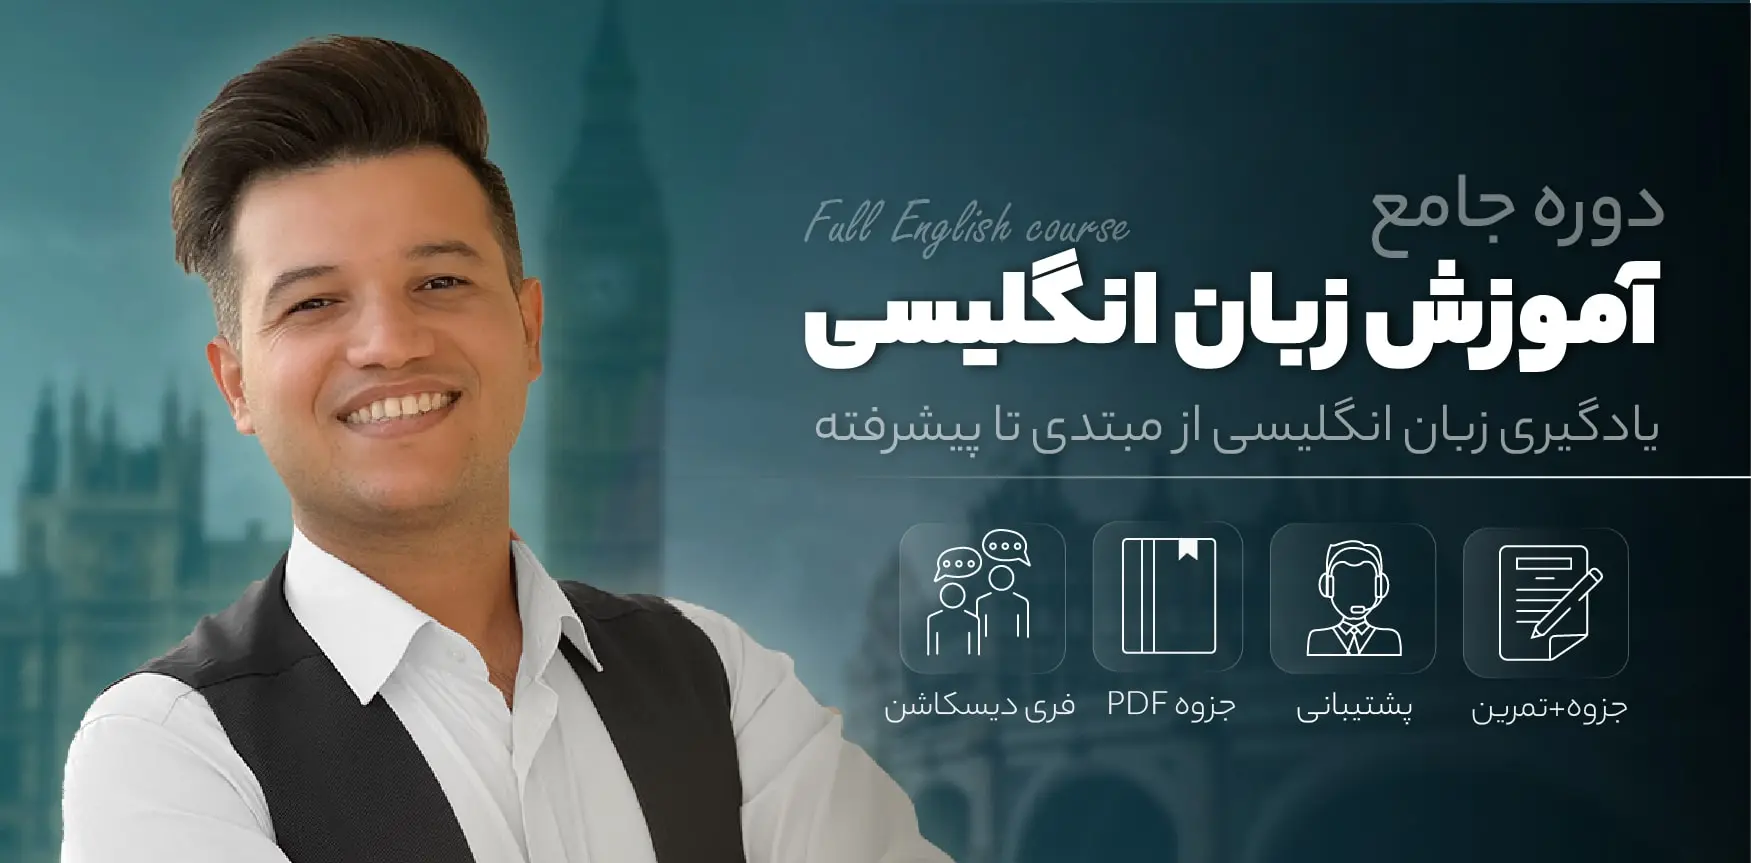 دوره جامع
Full English course
آموزش زبان انگلیسی
یادگیری زبان انگلیسی از مبتدی تا پیشرفته
جزوه+تمرین
پشتیبانی
جزوه PDF
فری دیسکاشن